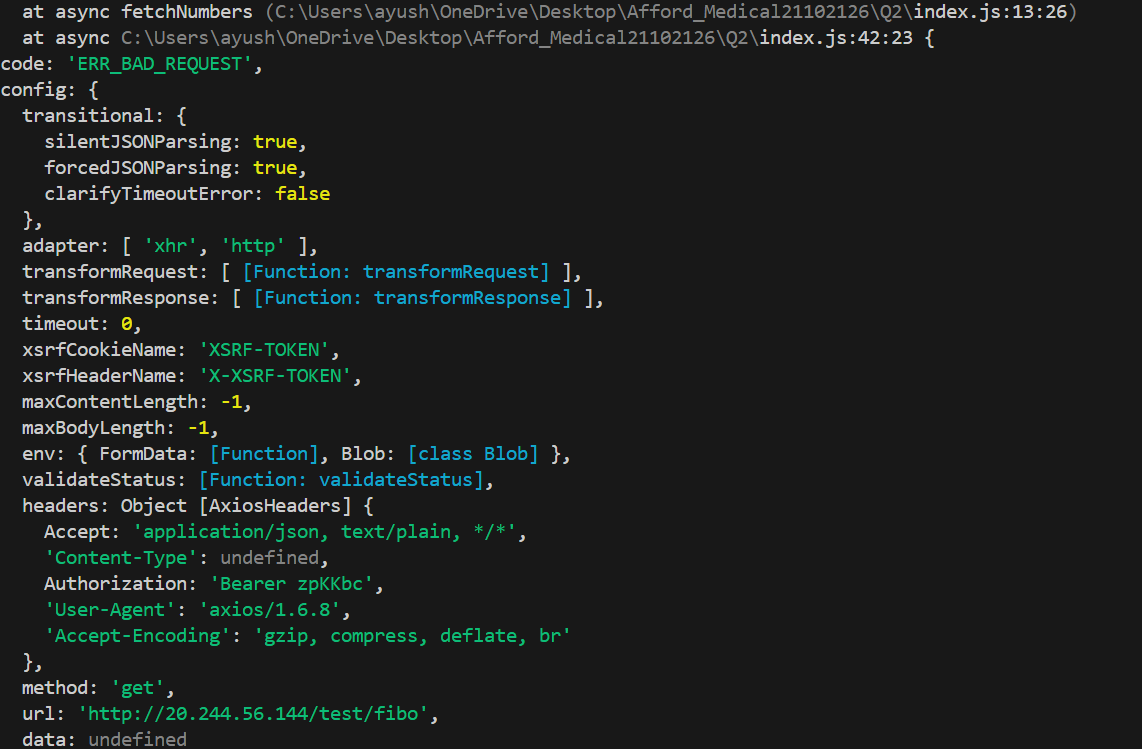 at async fetchNumbers (C:\Users\ayush\OneDrive\Desktop\Afford_Medical21102126\Q2\index.js:13:26)
at async C:\Users\ayush\OneDrive\Desktop\Afford_Medical21102126\Q2\index.js:42:23 {
code: 'ERR_BAD_REQUEST',
config: {
transitional: {
silentJSONParsing: true,
forcedJSONParsing: true,
clarifyTimeoutError: false
},
adapter: [ 'xhr', 'http' ],
transformRequest: [ [Function: transformRequest] ],
transformResponse: [ [Function: transformResponse] ],
timeout: 0,
xsrfCookieName: 'XSRF-TOKEN',
xsrfHeaderName: 'X-XSRF-TOKEN',
maxContentLength: -1,
maxBodyLength: -1,
env: { FormData: [Function], Blob: [class Blob] },
validateStatus: [Function: validateStatus],
headers: Object [AxiosHeaders] {
Accept: 'application/json, text/plain, */*',
'Content-Type': undefined,
Authorization: 'Bearer zpKKbc',
'User-Agent': 'axios/1.6.8',
'Accept-Encoding': 'gzip, compress, deflate, br'
},
method: 'get',
url: 'http://20.244.56.144/test/fibo',
data: undefined